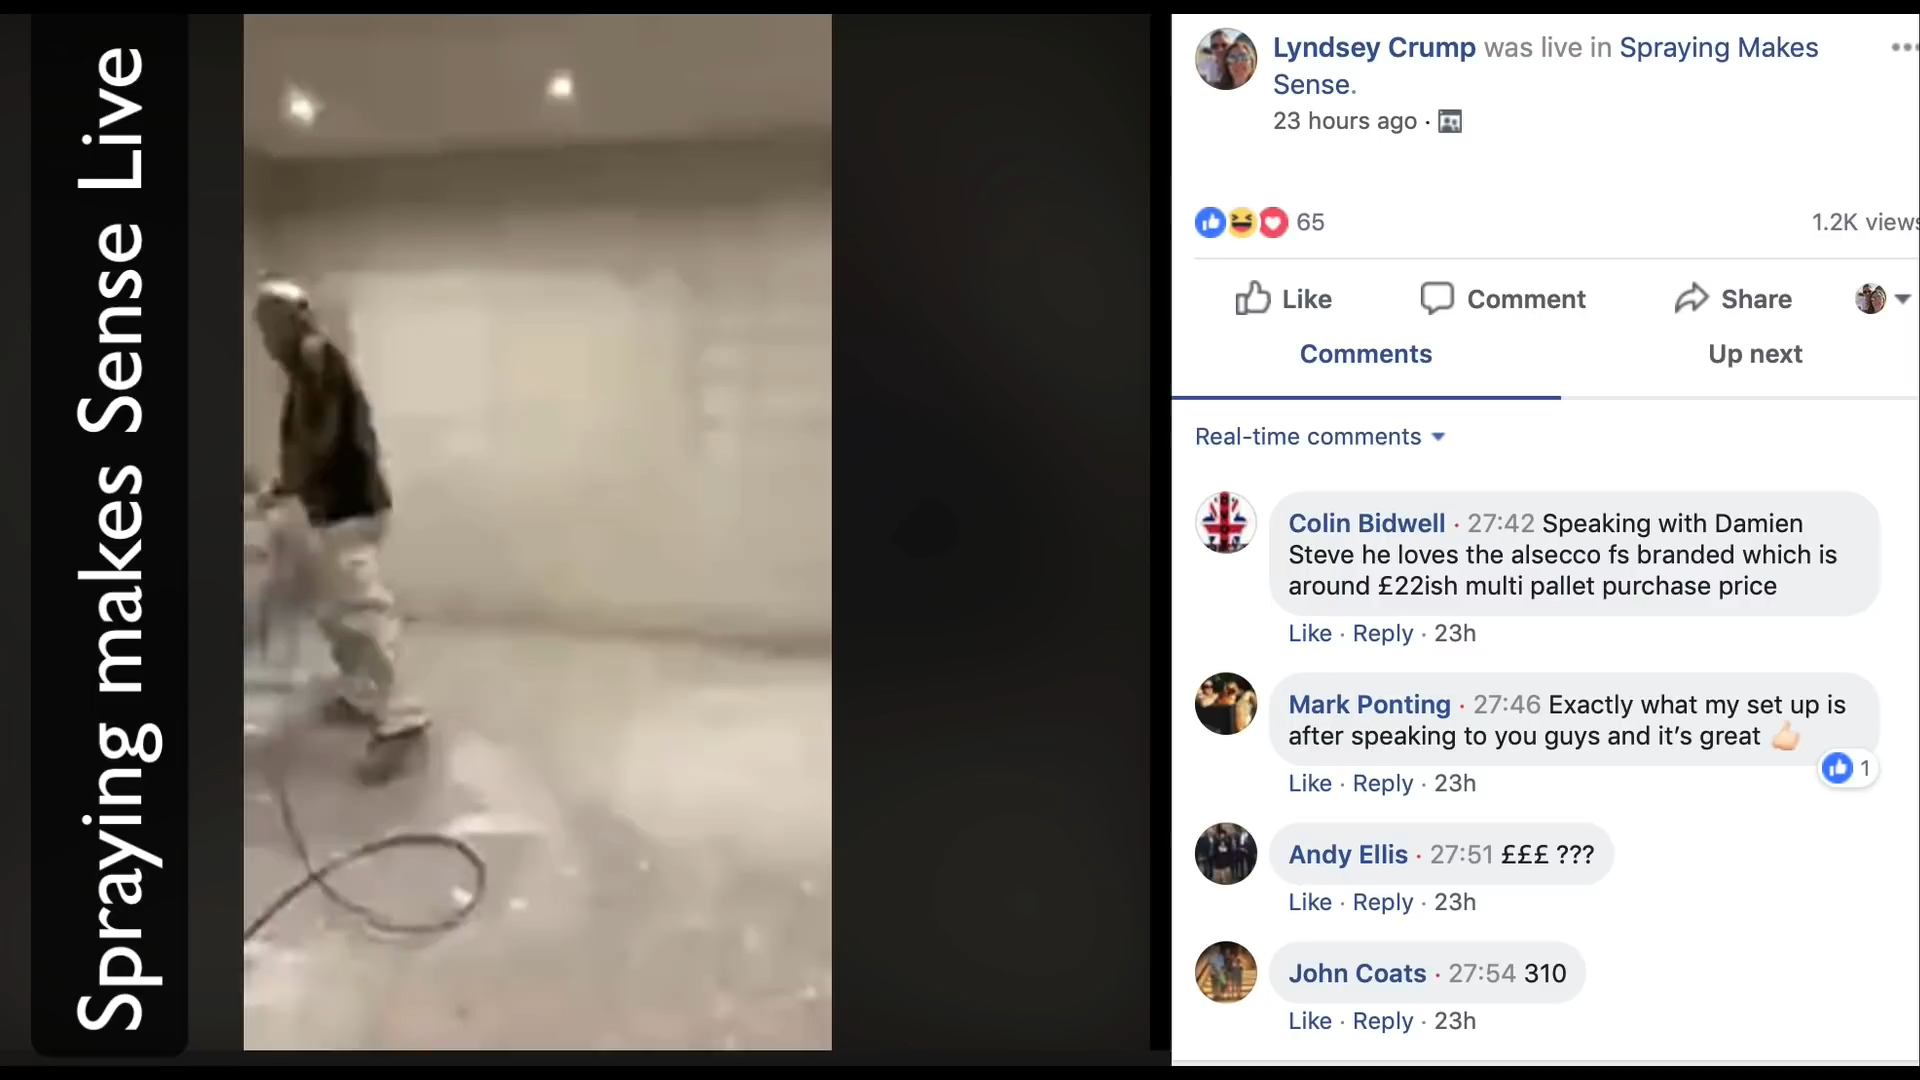 Spraying makes Sense Live
Lyndsey Crump was live in Spraying Makes
Sense.
23 hours ago ·
65
1.2K views
Like
Comment
Share
Comments
Up next
Real-time comments
Colin Bidwell · 27:42 Speaking with Damien
Steve he loves the alsecco fs branded which is
around £22ish multi pallet purchase price
Like · Reply · 23h
Mark Ponting · 27:46 Exactly what my set up is
after speaking to you guys and it’s great 👍🏻
1
Like · Reply · 23h
Andy Ellis · 27:51 £££ ???
Like · Reply · 23h
John Coats · 27:54 310
Like · Reply · 23h